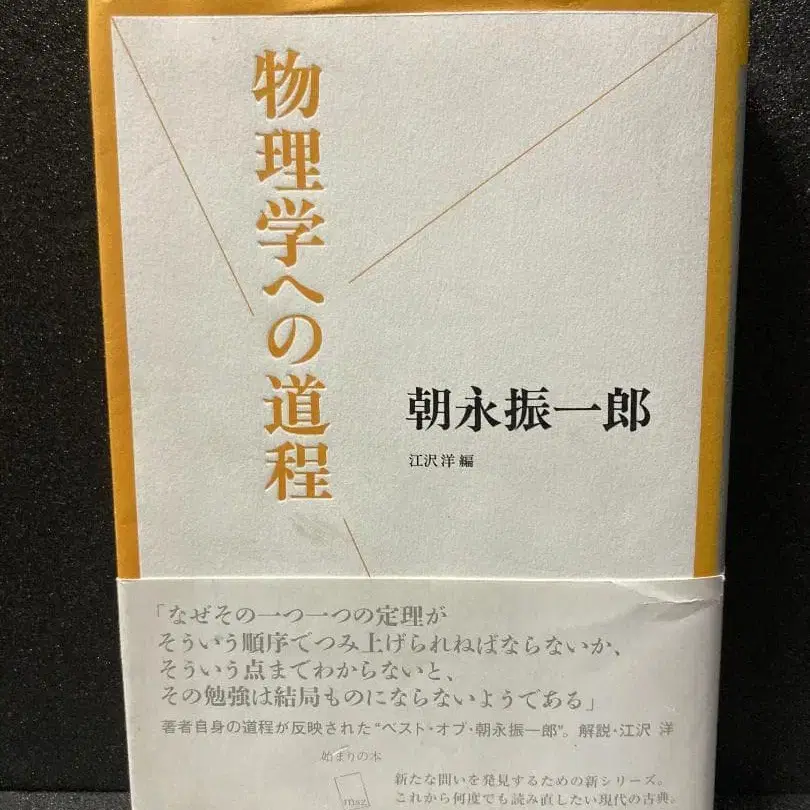 物理学への道程
朝永振一郎
江沢洋 編
「なぜその一つ一つの定理が
そういう順序でつみ上げられねばならないか、
そういう点までわからないと、
その勉強は結局ものにならないようである」
著者自身の道程が反映された“ベスト・オブ・朝永振一郎”。解説・江沢 洋
始まりの本
msz
新たな問いを発見するための新シリーズ。
これから何度でも読み直したい現代の古典。